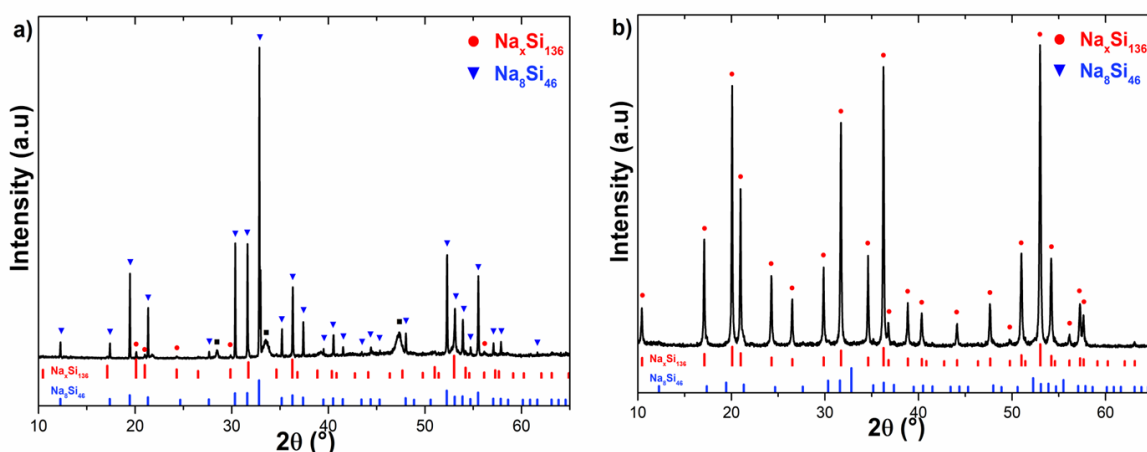 a)
NaₓSi₁₃₆
Na₈Si₄₆
Intensity (a.u)
NaₓSi₁₃₆
Na₈Si₄₆
10 20 30 40 50 60
2θ (°)
b)
NaₓSi₁₃₆
Na₈Si₄₆
Intensity (a.u)
NaₓSi₁₃₆
Na₈Si₄₆
10 20 30 40 50 60
2θ (°)